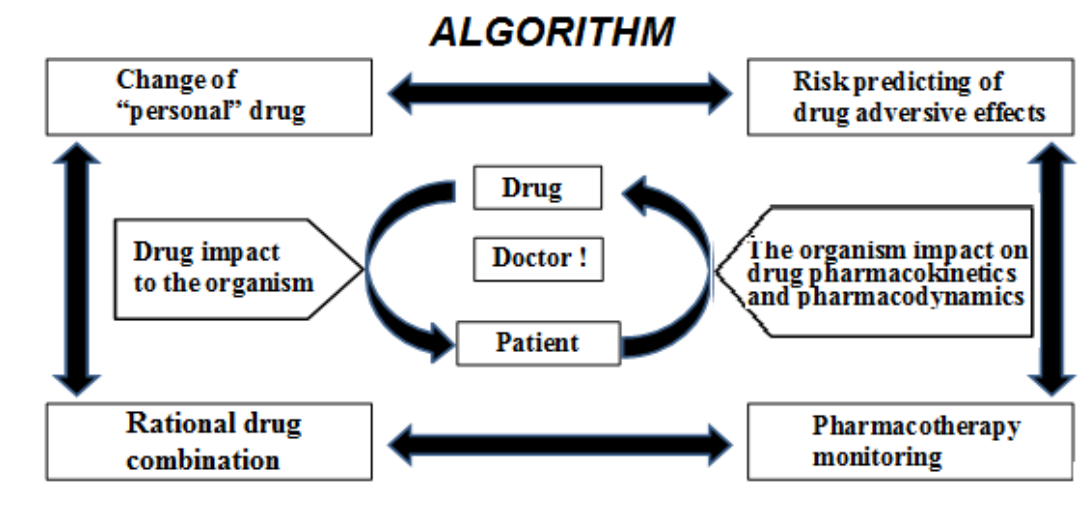 ALGORITHM
Change of
“personal” drug
Risk predicting of
drug adversive effects
Drug
Doctor !
Patient
Drug impact
to the organism
The organism impact on
drug pharmacokinetics
and pharmacodynamics
Rational drug
combination
Pharmacotherapy
monitoring